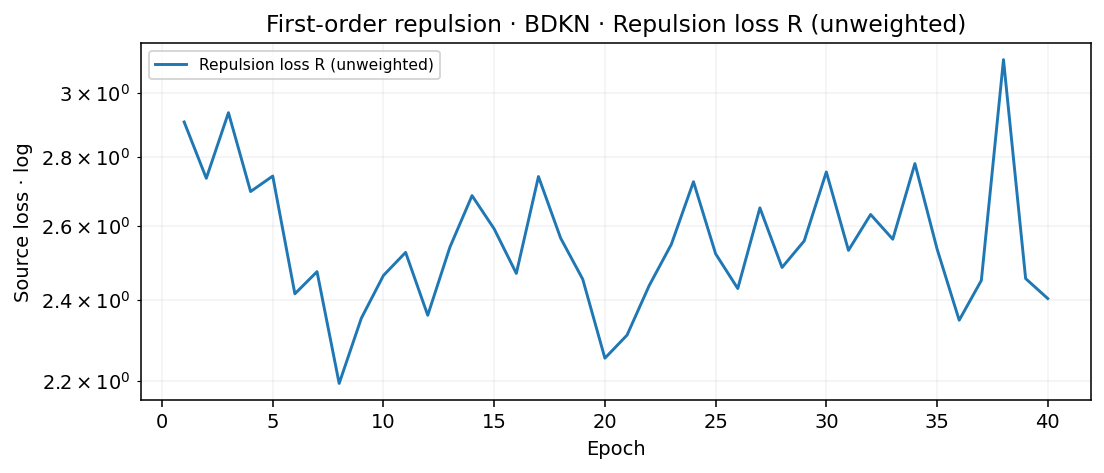 First-order repulsion · BDKN · Repulsion loss R (unweighted)
Repulsion loss R (unweighted)
Source loss · log
3 × 10⁰
2.8 × 10⁰
2.6 × 10⁰
2.4 × 10⁰
2.2 × 10⁰
0 5 10 15 20 25 30 35 40
Epoch